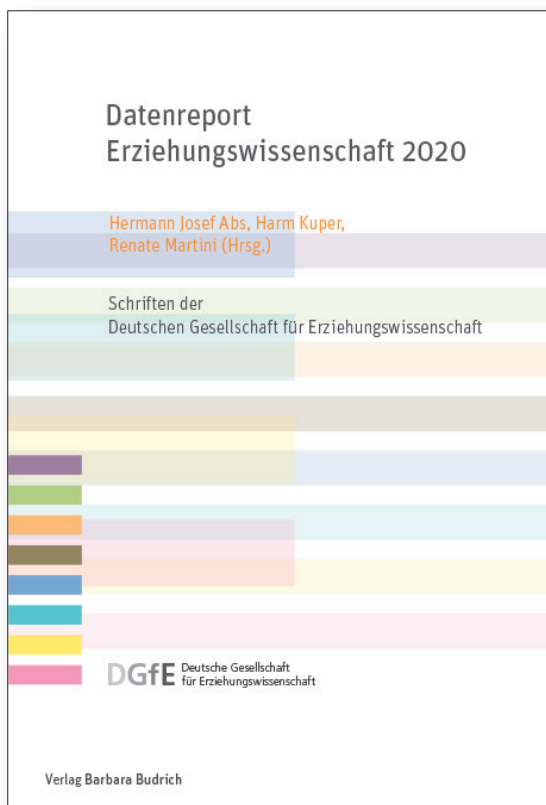 Datenreport
Erziehungswissenschaft 2020
Hermann Josef Abs, Harm Kuper,
Renate Martini (Hrsg.)
Schriften der
Deutschen Gesellschaft für Erziehungswissenschaft
DGfE Deutsche Gesellschaft
für Erziehungswissenschaft
Verlag Barbara Budrich